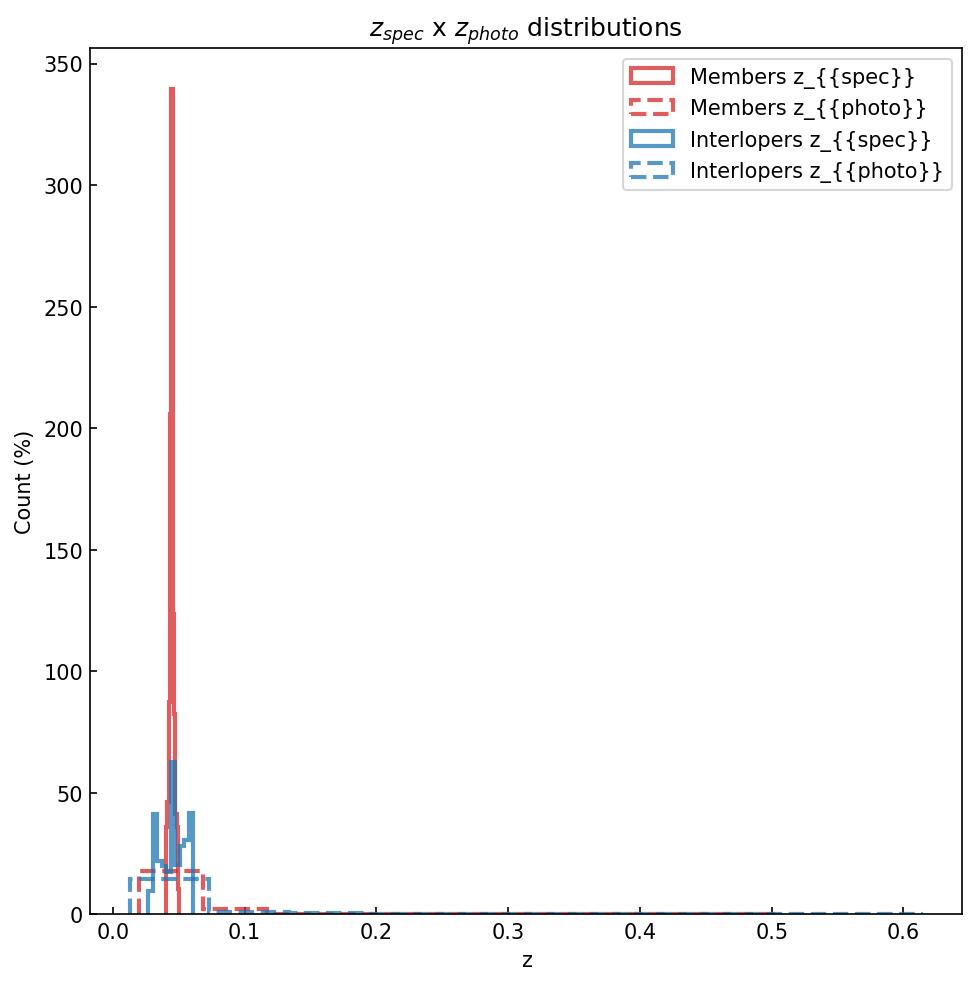 z_spec x z_photo distributions
350
300
250
200
150
100
50
0
Count (%)
Members z_{{spec}}
Members z_{{photo}}
Interlopers z_{{spec}}
Interlopers z_{{photo}}
0.0 0.1 0.2 0.3 0.4 0.5 0.6
z